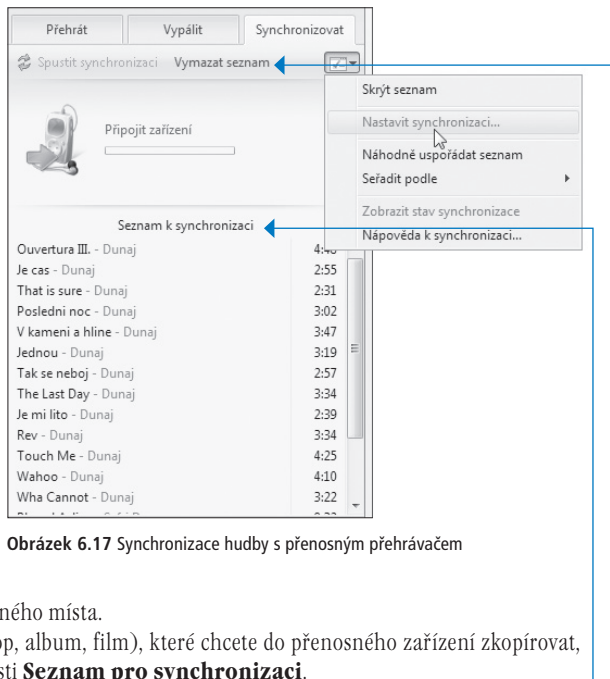 Přehrát Vypálit Synchronizovat
Spustit synchronizaci Vymazat seznam
Skrýt seznam
Nastavit synchronizaci...
Náhodně uspořádat seznam
Seřadit podle
Zobrazit stav synchronizace
Nápověda k synchronizaci...
Připojit zařízení
Seznam k synchronizaci
Ouvertura III. - Dunaj
Je cas - Dunaj 2:55
That is sure - Dunaj 2:31
Posledni noc - Dunaj 3:02
V kameni a hline - Dunaj 3:47
Jednou - Dunaj 3:19
Tak se neboj - Dunaj 2:57
The Last Day - Dunaj 3:34
Je mi lito - Dunaj 2:39
Rev - Dunaj 3:34
Touch Me - Dunaj 4:25
Wahoo - Dunaj 4:10
Wha Cannot - Dunaj 3:22
Obrázek 6.17 Synchronizace hudby s přenosným přehrávačem
ného místa.
op, album, film), které chcete do přenosného zařízení zkopírovat,
sti Seznam pro synchronizaci.